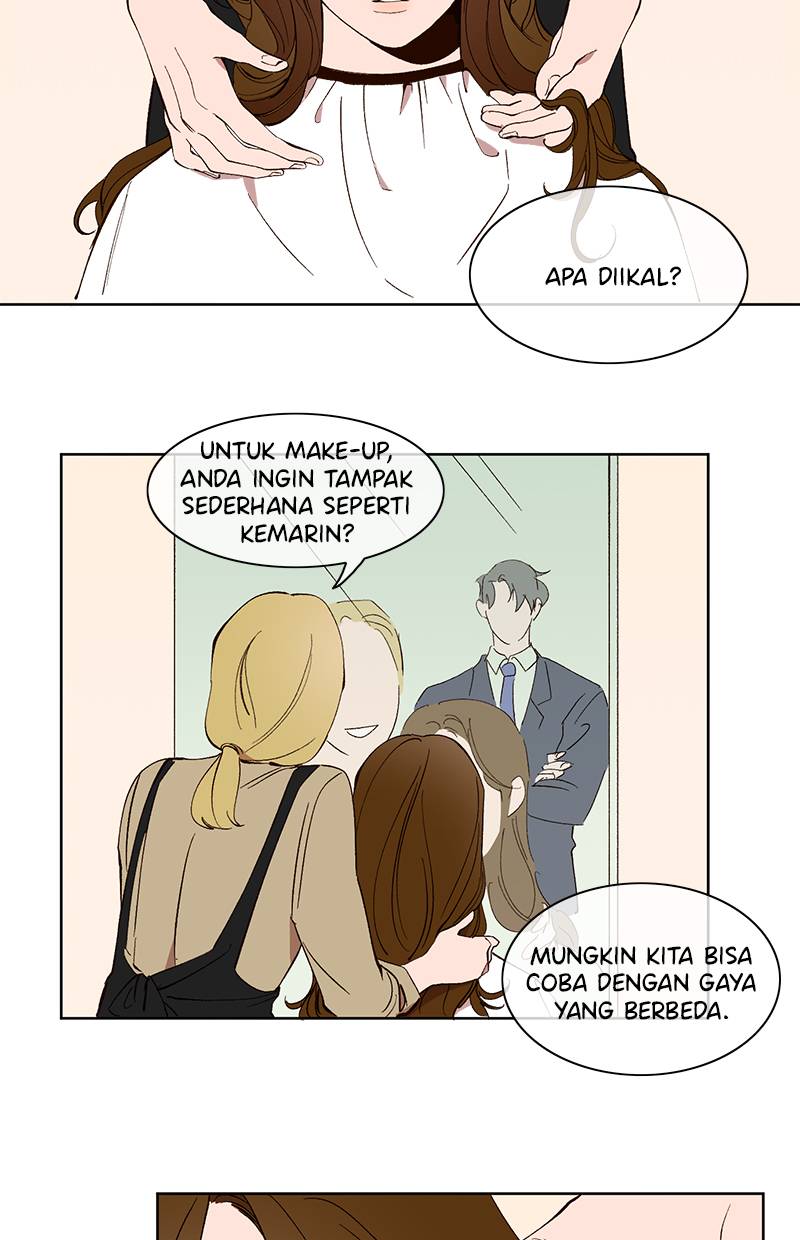 APA DIIKAL?
UNTUK MAKE-UP,
ANDA INGIN TAMPAK
SEDERHANA SEPERTI
KEMARIN?
MUNGKIN KITA BISA
COBA DENGAN GAYA
YANG BERBEDA.